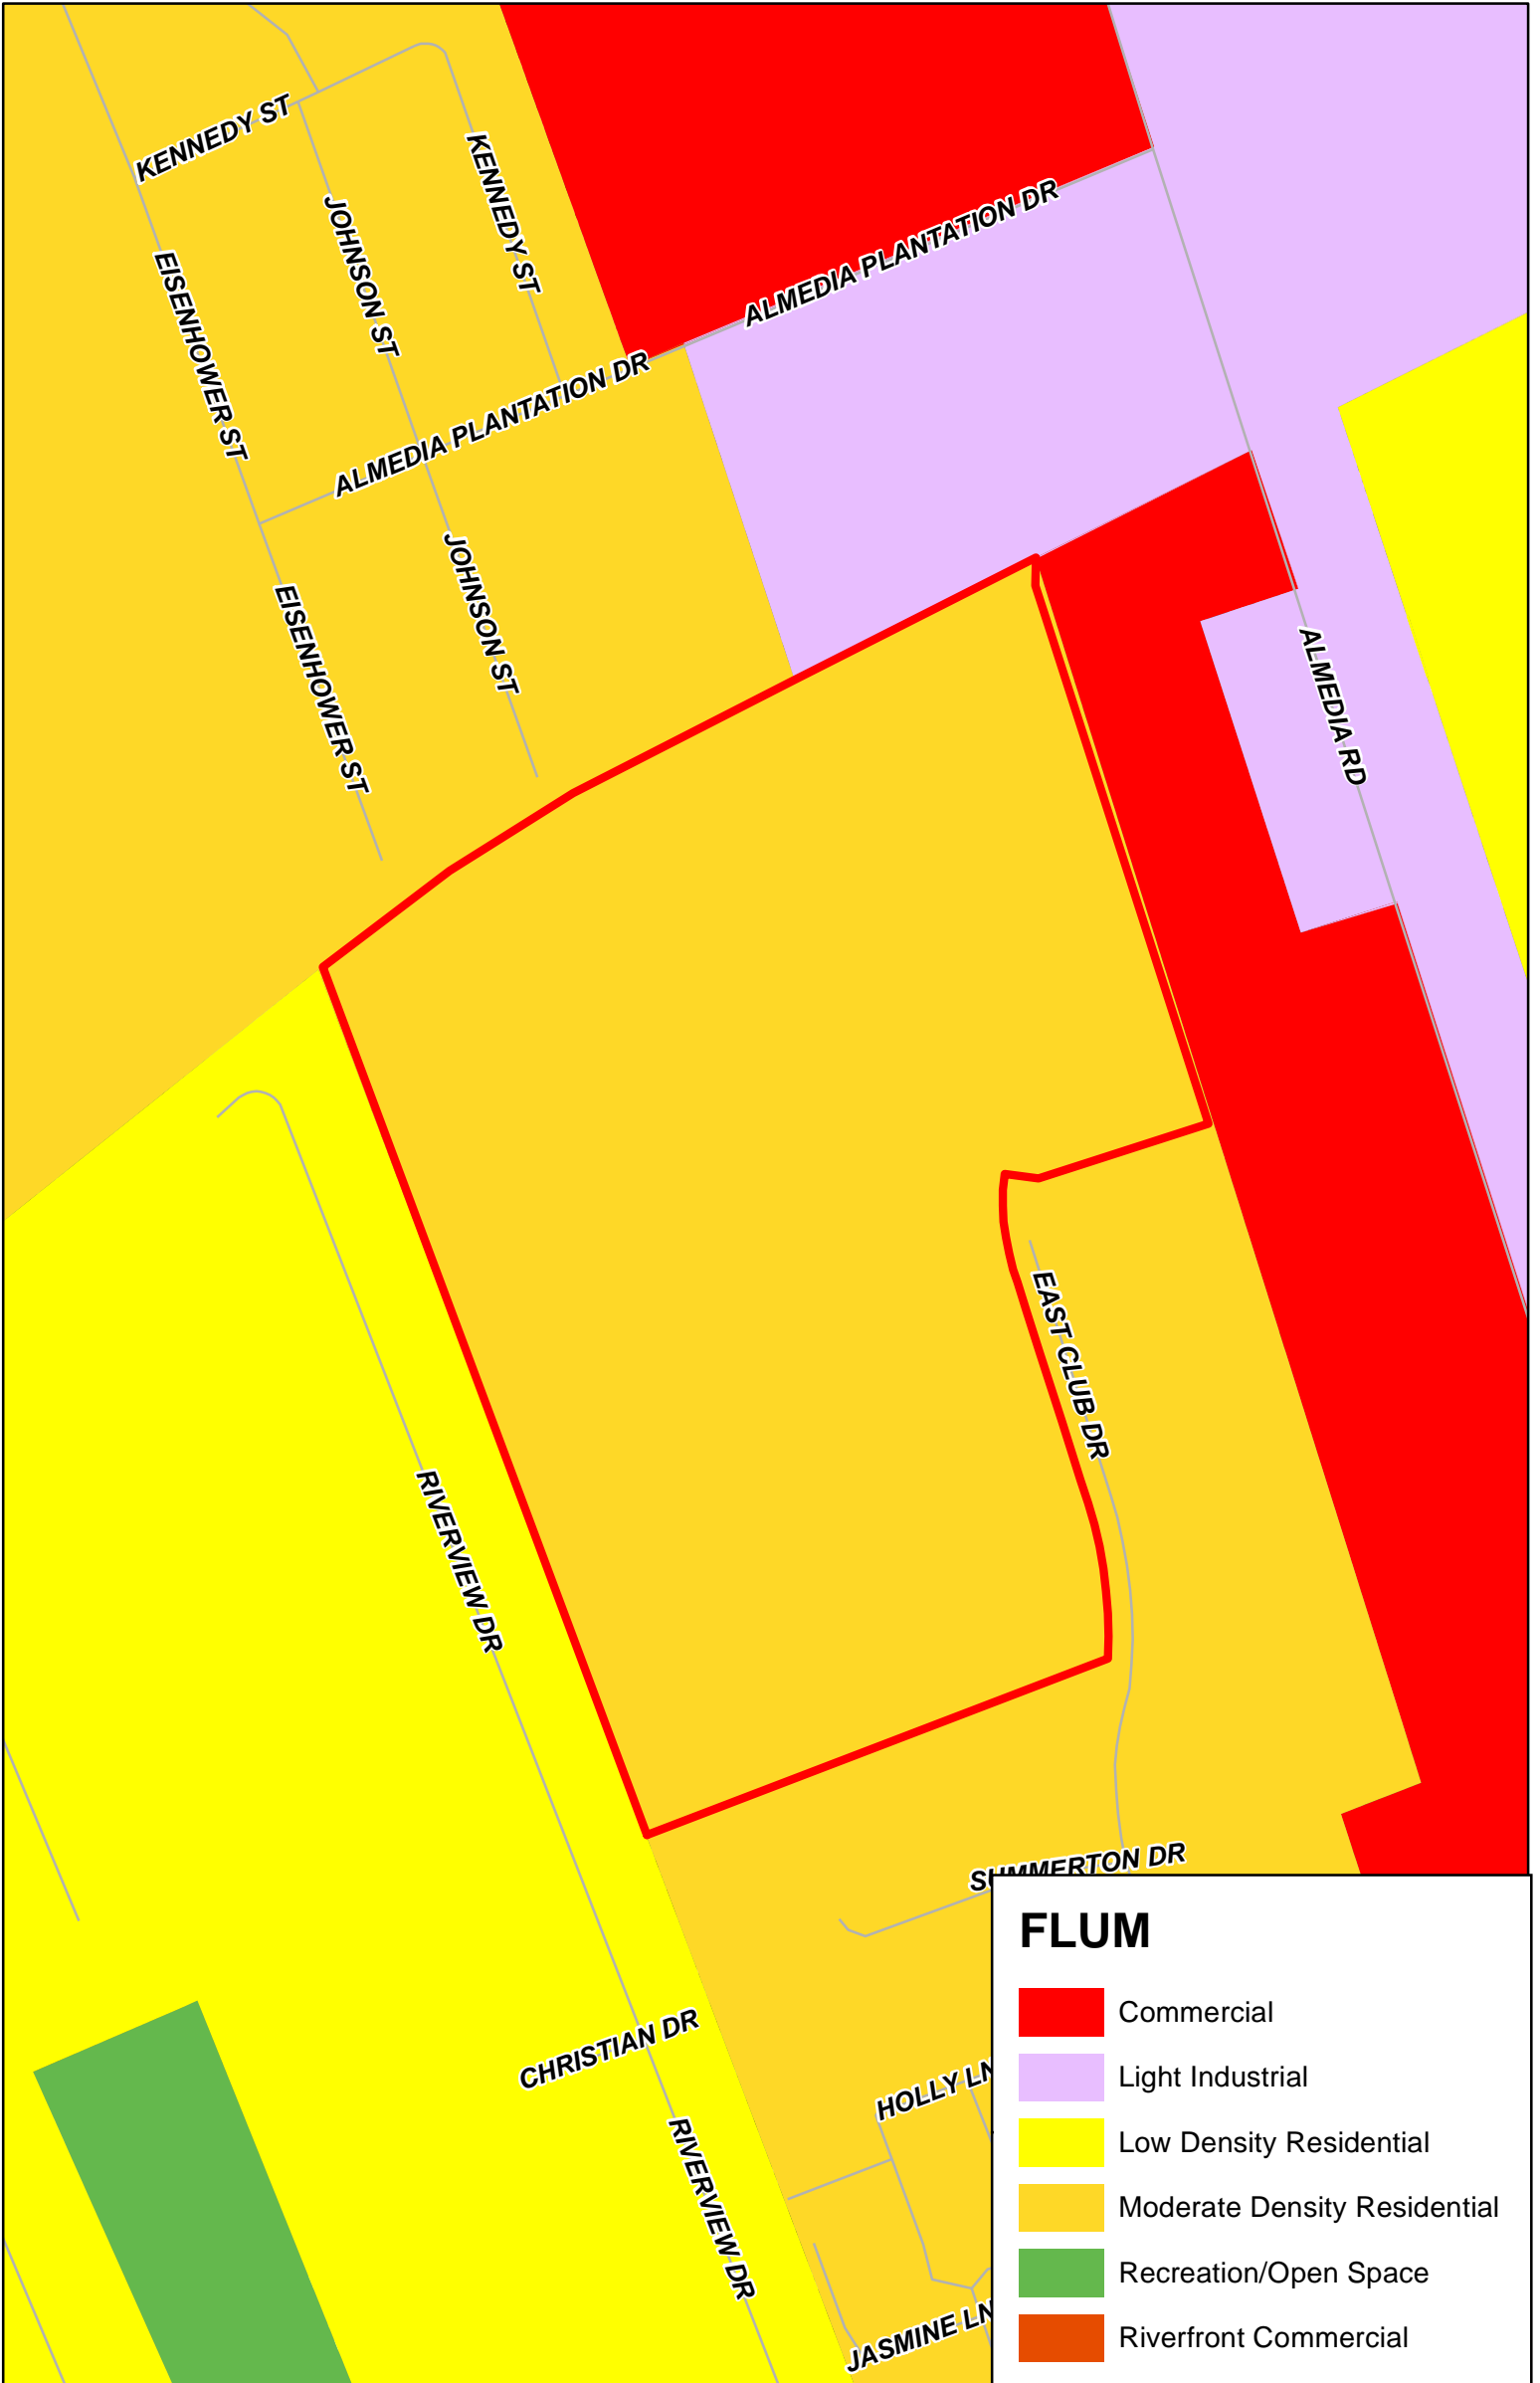 KENNEDY ST
KENNEDY ST
JOHNSON ST
ALMEDIA PLANTATION DR
EISENHOWER ST
ALMEDIA PLANTATION DR
JOHNSON ST
EISENHOWER ST
ALMEDIA RD
EAST CLUB DR
RIVERVIEW DR
SUMMERTON DR
CHRISTIAN DR
HOLLY LN
RIVERVIEW DR
JASMINE LN
FLUM
Commercial
Light Industrial
Low Density Residential
Moderate Density Residential
Recreation/Open Space
Riverfront Commercial